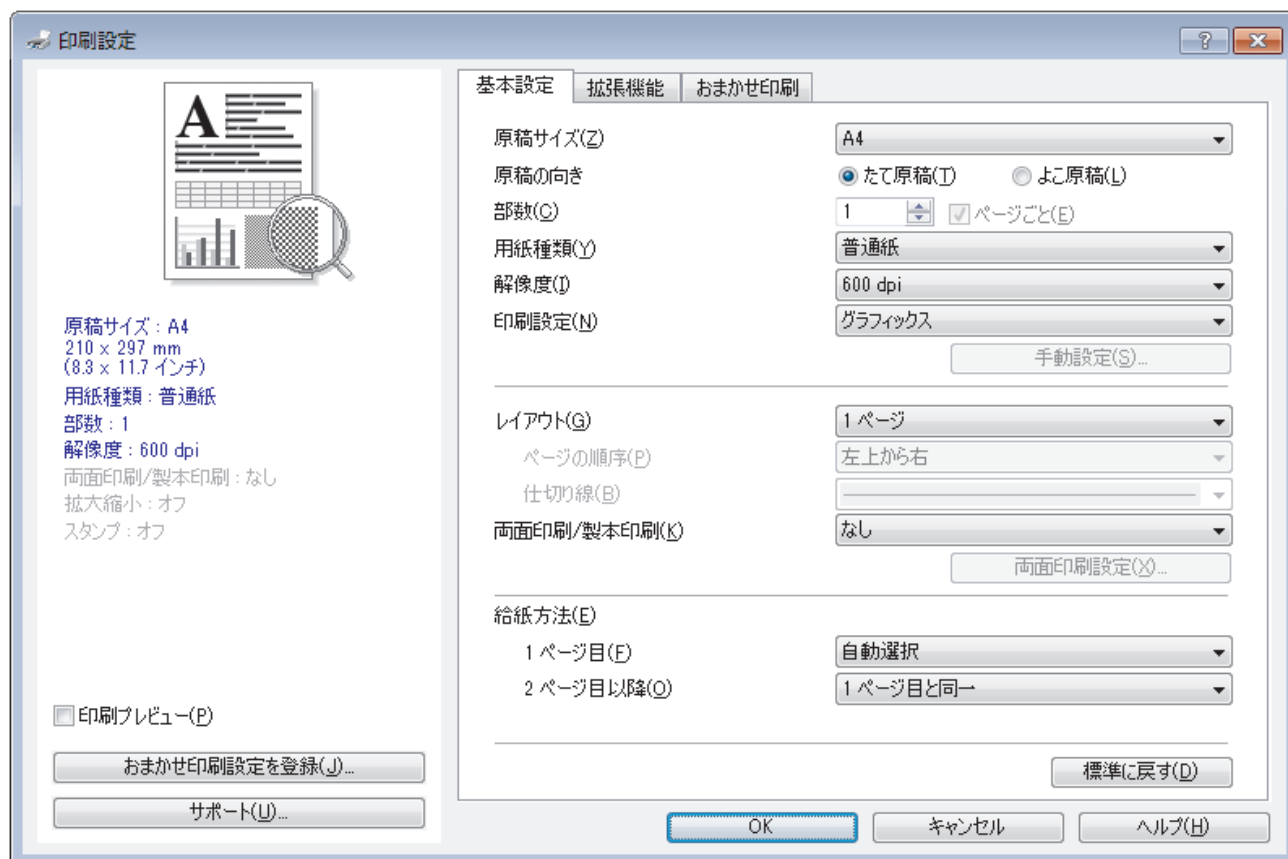 印刷設定
A
原稿サイズ : A4
210 x 297 mm
(8.3 x 11.7 インチ)
用紙種類 : 普通紙
部数 : 1
解像度 : 600 dpi
両面印刷/製本印刷 : なし
拡大縮小 : オフ
スタンプ : オフ
印刷プレビュー(P)
おまかせ印刷設定を登録(J)...
サポート(U)...
基本設定 拡張機能 おまかせ印刷
原稿サイズ(Z) A4
原稿の向き たて原稿(T) よこ原稿(L)
部数(C) 1 ページごと(E)
用紙種類(Y) 普通紙
解像度(I) 600 dpi
印刷設定(N) グラフィックス
手動設定(S)...
レイアウト(G) 1 ページ
ページの順序(P) 左上から右
仕切り線(B)
両面印刷/製本印刷(K) なし
両面印刷設定(X)...
給紙方法(E)
1 ページ目(F) 自動選択
2 ページ目以降(O) 1 ページ目と同一
標準に戻す(D)
OK キャンセル ヘルプ(H)